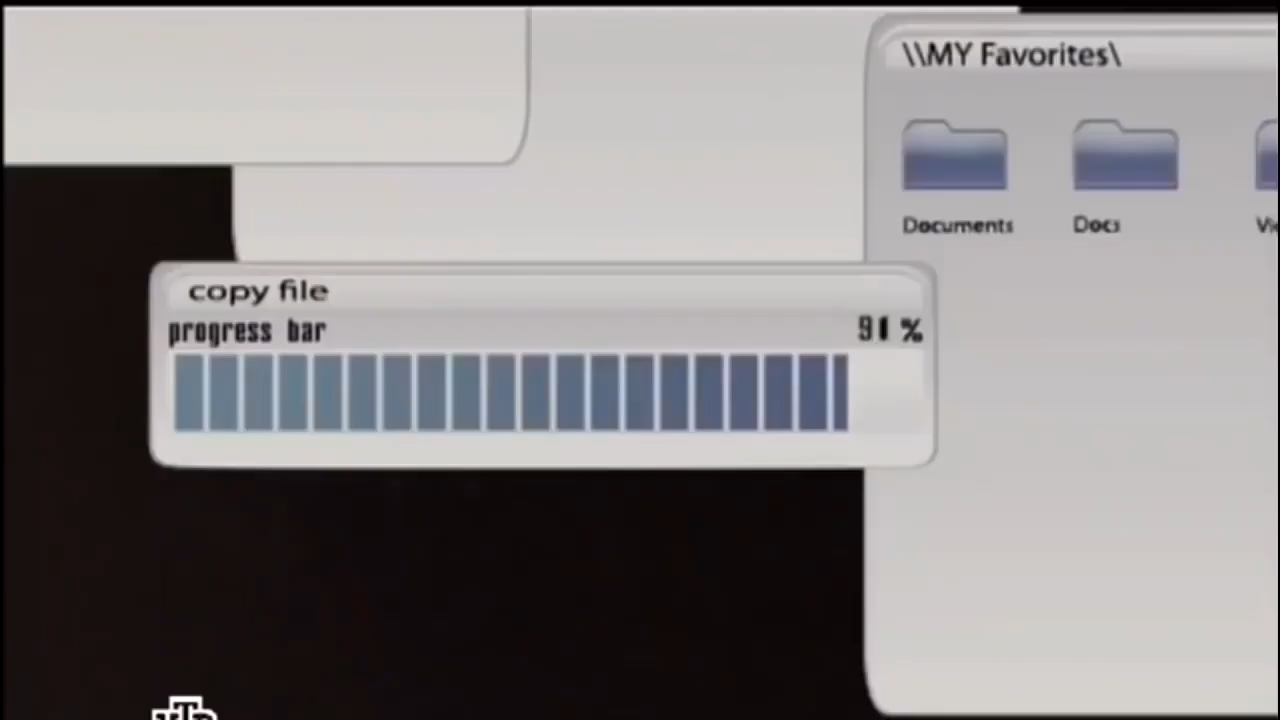 \\MY Favorites\
Documents
Docs
copy file
progress bar
91 %